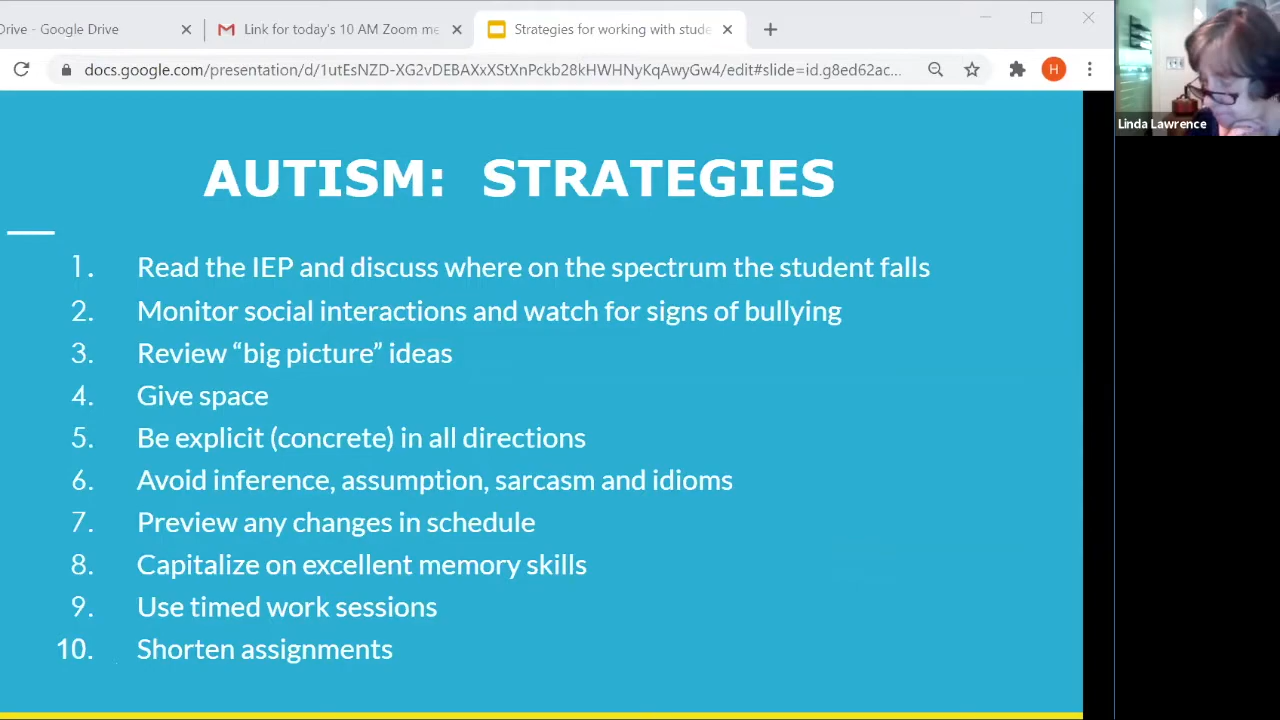 Drive - Google Drive
Link for today's 10 AM Zoom me
Strategies for working with stude
docs.google.com/presentation/d/1utEeNZD-XG2vDEBAXxXStXnPckb28kHWHNyKqAwyGw4/edit#slide=id.g8ed62ac...
H
Linda Lawrence
AUTISM: STRATEGIES
1. Read the IEP and discuss where on the spectrum the student falls
2. Monitor social interactions and watch for signs of bullying
3. Review “big picture” ideas
4. Give space
5. Be explicit (concrete) in all directions
6. Avoid inference, assumption, sarcasm and idioms
7. Preview any changes in schedule
8. Capitalize on excellent memory skills
9. Use timed work sessions
10. Shorten assignments